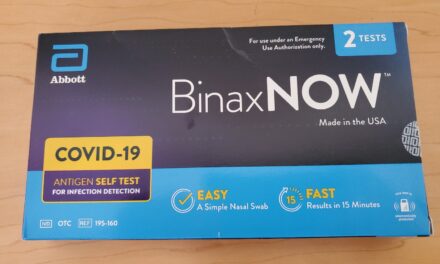 Abbott
For use under an Emergency
Use Authorization only.
2 TESTS
BinaxNOW™
Made in the USA
COVID-19
ANTIGEN SELF TEST
FOR INFECTION DETECTION
EASY
A Simple Nasal Swab
15
FAST
Results in 15 Minutes
IVD OTC REF 195-160